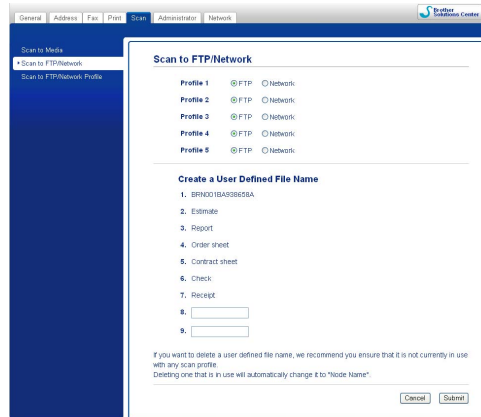 General Address Fax Print Scan Administrator Network
Brother
Solutions Center
Scan to Media
Scan to FTP/Network
Scan to FTP/Network Profile
Scan to FTP/Network
Profile 1 FTP Network
Profile 2 FTP Network
Profile 3 FTP Network
Profile 4 FTP Network
Profile 5 FTP Network
Create a User Defined File Name
1. BRN001BA938658A
2. Estimate
3. Report
4. Order sheet
5. Contract sheet
6. Check
7. Receipt
8.
9.
If you want to delete a user defined file name, we recommend you ensure that it is not currently in use
with any scan profile.
Deleting one that is in use will automatically change it to "Node Name".
Cancel Submit